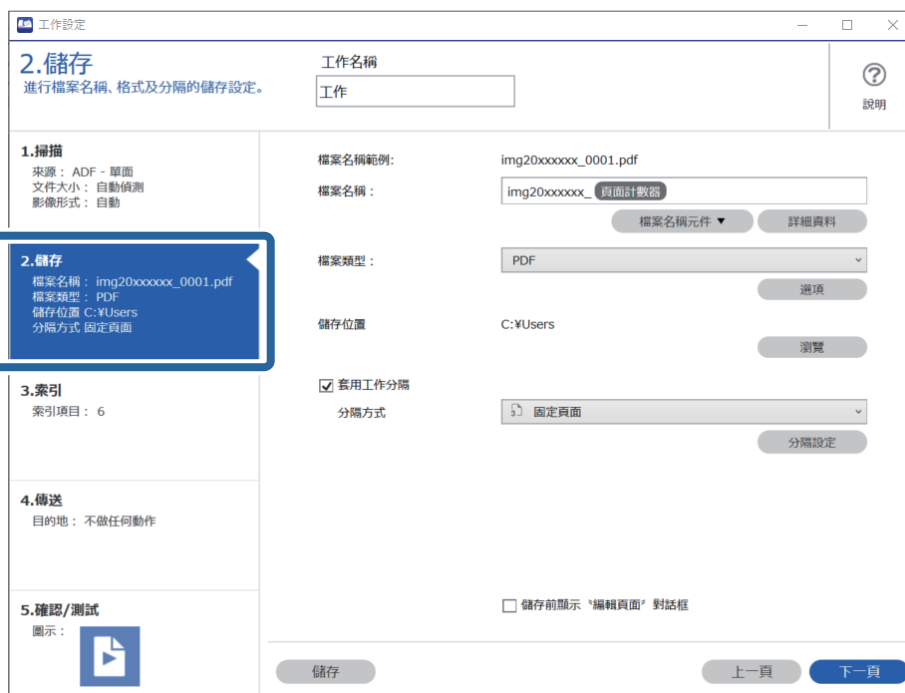 工作設定
2.儲存
進行檔案名稱、格式及分隔的儲存設定。
工作名稱
工作
說明
1.掃描
來源： ADF - 單面
文件大小： 自動偵測
影像形式： 自動
2.儲存
檔案名稱： img20xxxxxx_0001.pdf
檔案類型： PDF
儲存位置 C:¥Users
分隔方式 固定頁面
3.索引
索引項目： 6
4.傳送
目的地： 不做任何動作
5.確認/測試
圖示：
檔案名稱範例: img20xxxxxx_0001.pdf
檔案名稱： img20xxxxxx_ 頁面計數器
檔案名稱元件 ▼ 詳細資料
檔案類型： PDF
選項
儲存位置 C:¥Users
瀏覽
套用工作分隔
分隔方式 固定頁面
分隔設定
儲存前顯示〝編輯頁面〞對話框
儲存 上一頁 下一頁